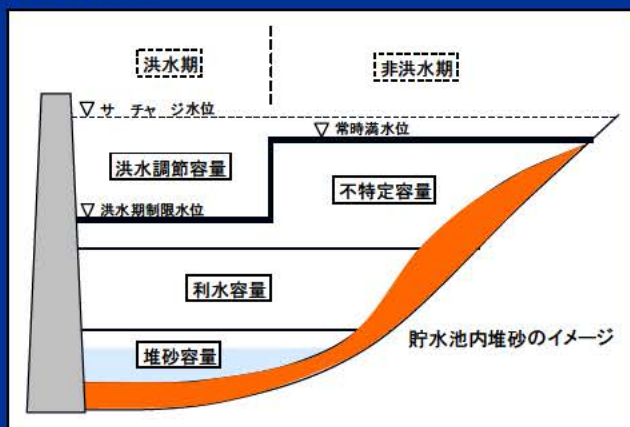 洪水期
非洪水期
▽ サーチャージ水位
▽ 常時満水位
洪水調節容量
不特定容量
▽ 洪水期制限水位
利水容量
堆砂容量
貯水池内堆砂のイメージ